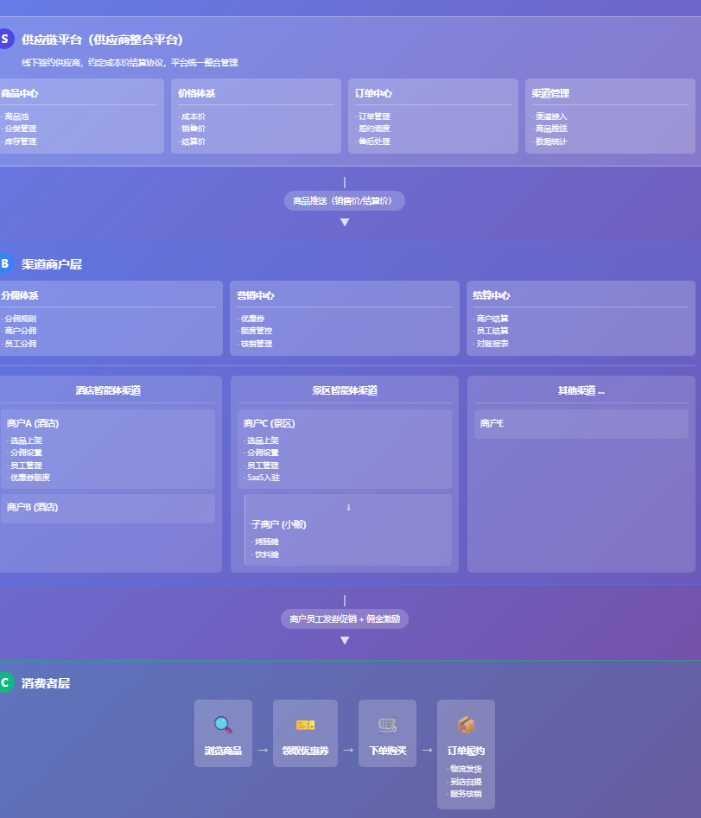 S 供应链平台（供应商整合平台）
线下签约供应商，约定成本价结算协议，平台统一整合管理
商品中心
· 商品池
· 分类管理
· 库存管理
价格体系
· 成本价
· 销售价
· 结算价
订单中心
· 订单管理
· 履约调度
· 售后处理
渠道管理
· 渠道接入
· 商品推送
· 数据统计
商品推送（销售价/结算价）
B 渠道商户层
分佣体系
· 分佣规则
· 商户分佣
· 员工分佣
营销中心
· 优惠券
· 额度管控
· 核销管理
结算中心
· 商户结算
· 员工结算
· 对账报表
酒店智能体渠道
商户A (酒店)
· 选品上架
· 分佣设置
· 员工管理
· 优惠券额度
商户B (酒店)
景区智能体渠道
商户C (景区)
· 选品上架
· 分佣设置
· 员工管理
· SaaS入驻
↓
子商户 (小贩)
· 烤肠摊
· 饮料摊
其他渠道 ...
商户E
商户员工发券促销 + 佣金激励
C 消费者层
浏览商品 → 领取优惠券 → 下单购买 → 订单履约
· 物流发货
· 到店自提
· 服务核销